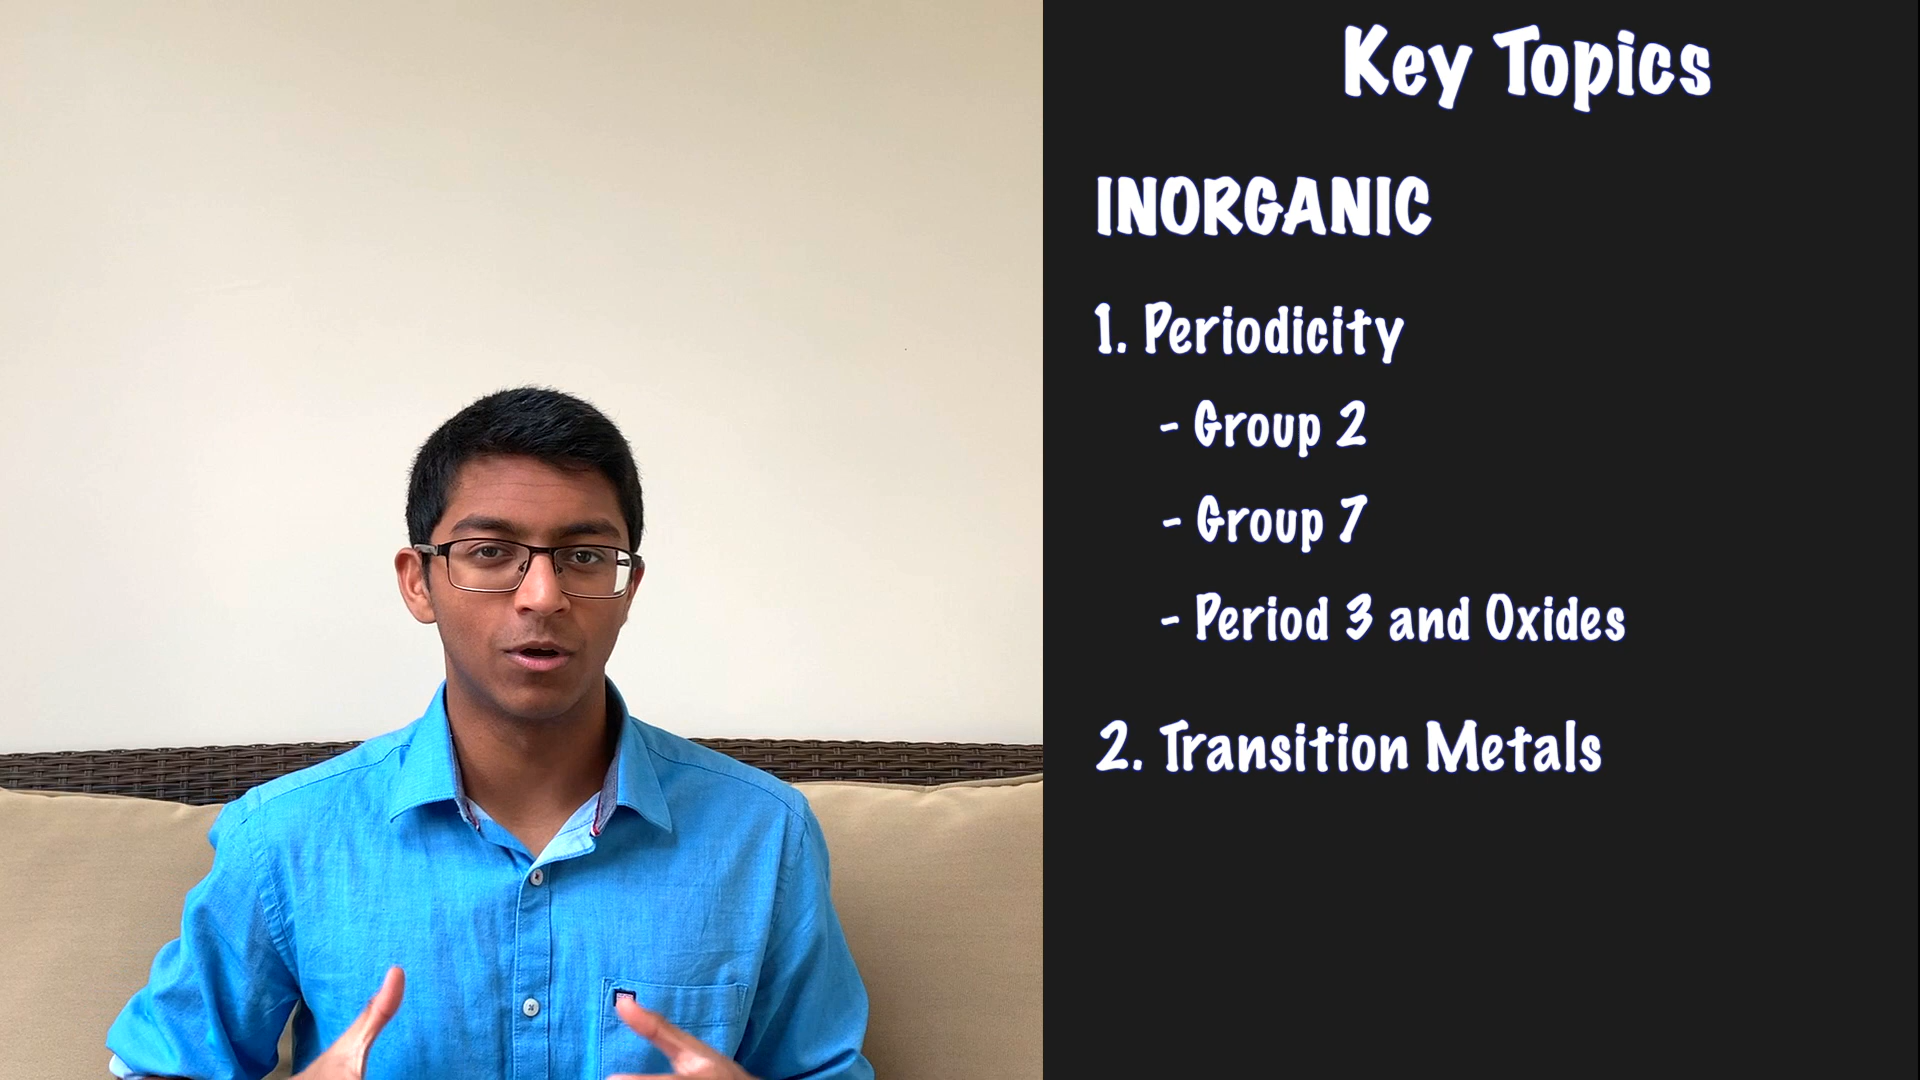 Key Topics
INORGANIC
1. Periodicity
- Group 2
- Group 7
- Period 3 and Oxides
2. Transition Metals